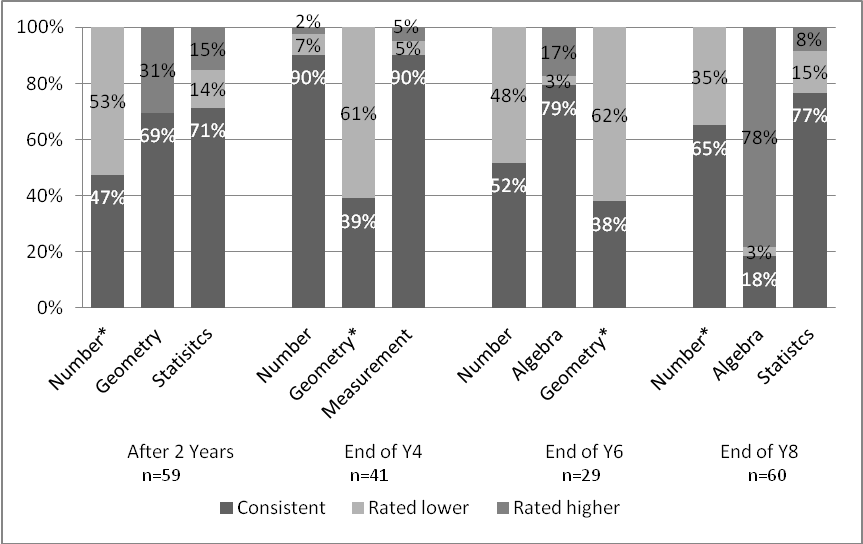 100%
80%
60%
40%
20%
0%
53%
47%
31%
69%
15%
14%
71%
2%
7%
90%
61%
39%
5%
5%
90%
48%
52%
17%
3%
79%
62%
38%
35%
65%
78%
3%
18%
8%
15%
77%
Number*
Geometry
Statisitcs
Number
Geometry*
Measurement
Number
Algebra
Geometry*
Number*
Algebra
Statistcs
After 2 Years
n=59
End of Y4
n=41
End of Y6
n=29
End of Y8
n=60
Consistent
Rated lower
Rated higher